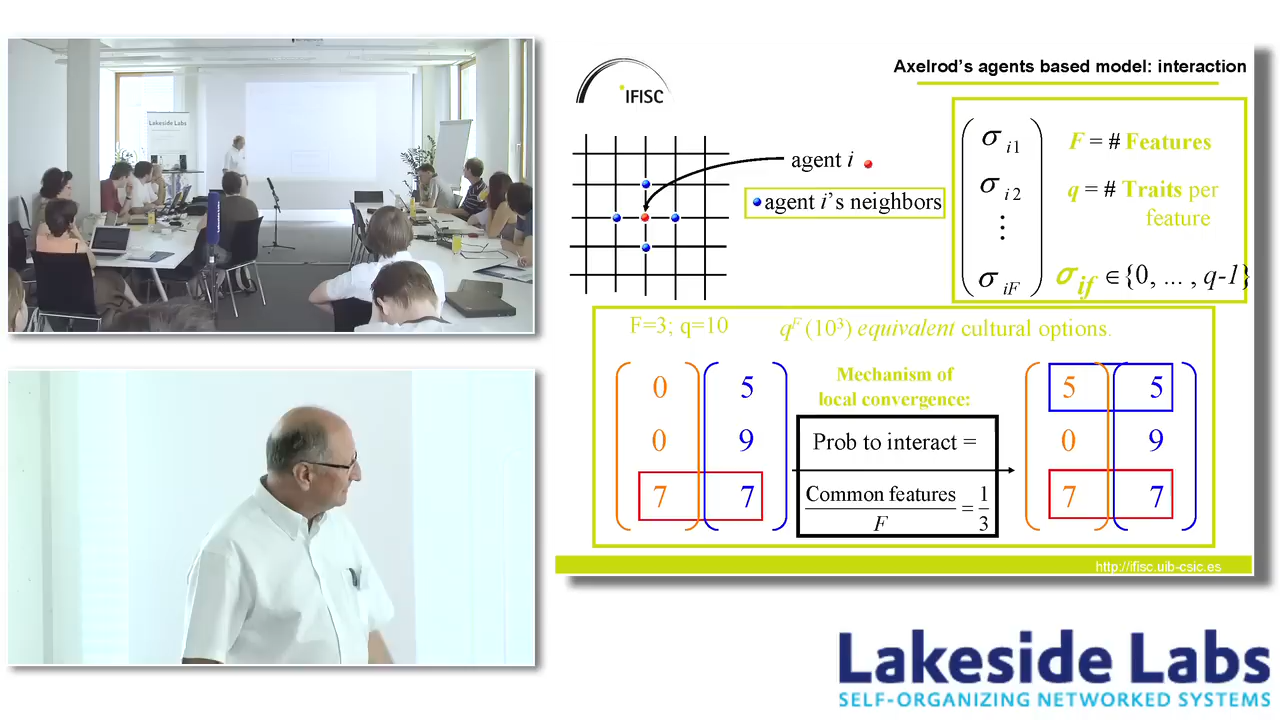 Lakeside Labs
IFISC
Axelrod's agents based model: interaction
agent i
agent i's neighbors
σ i1
σ i2
⋮
σ iF
F = # Features
q = # Traits per
feature
σif ∈{0, ... , q-1}
F=3; q=10
q^F (10^3) equivalent cultural options.
0 5
0 9
7 7
Mechanism of
local convergence:
Prob to interact =
Common features / F = 1/3
5 5
0 9
7 7
http://ifisc.uib-csic.es
Lakeside Labs
SELF-ORGANIZING NETWORKED SYSTEMS